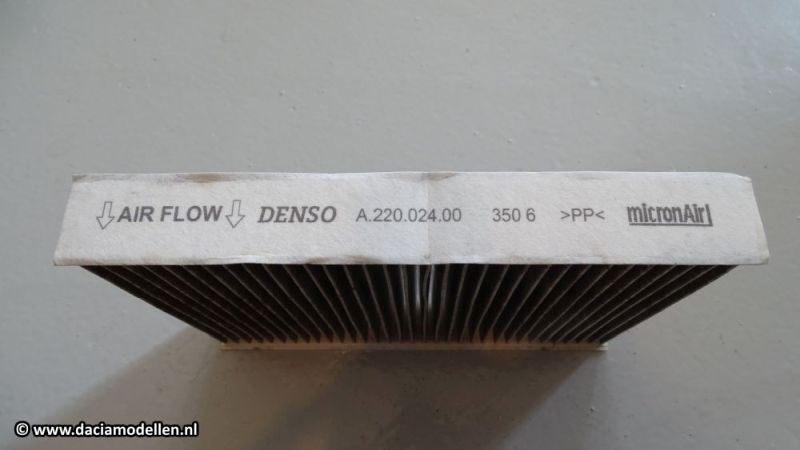 AIR FLOW DENSO A.220.024.00 350 6 >PP< micronAir
© www.daciamodellen.nl